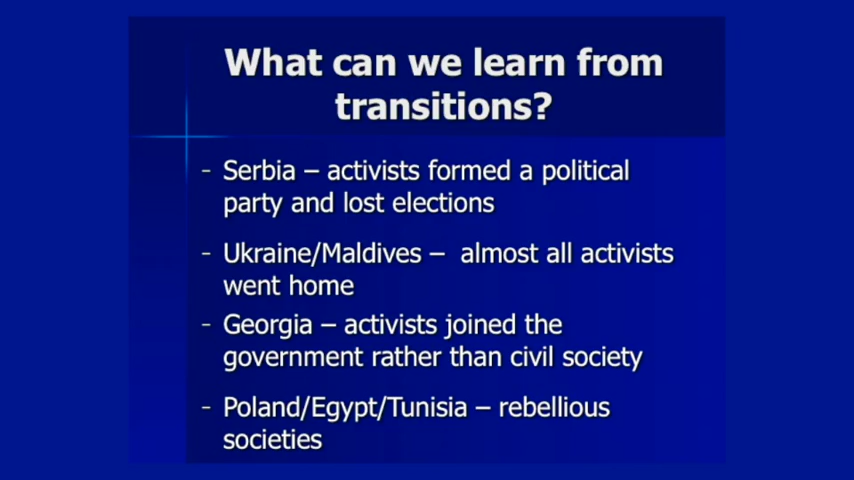 What can we learn from
transitions?
- Serbia – activists formed a political
party and lost elections
- Ukraine/Maldives – almost all activists
went home
- Georgia – activists joined the
government rather than civil society
- Poland/Egypt/Tunisia – rebellious
societies